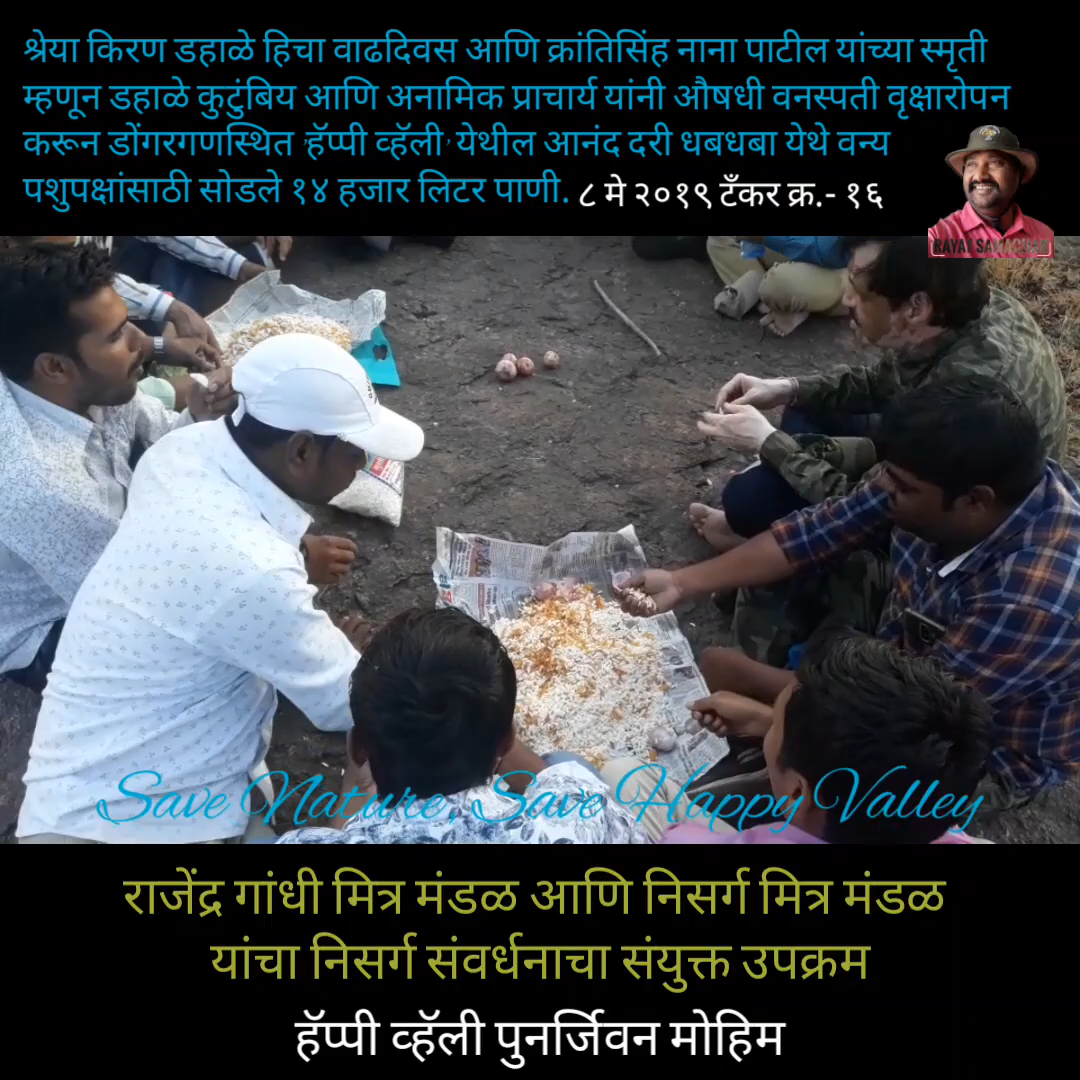 श्रेया किरण डहाळे हिचा वाढदिवस आणि क्रांतिसिंह नाना पाटील यांच्या स्मृती
म्हणून डहाळे कुटुंबिय आणि अनामिक प्राचार्य यांनी औषधी वनस्पती वृक्षारोपन
करून डोंगरगणस्थित 'हॅप्पी व्हॅली' येथील आनंद दरी धबधबा येथे वन्य
पशुपक्षांसाठी सोडले १४ हजार लिटर पाणी. ८ मे २०१९ टँकर क्र.- १६
Save Nature, Save Happy Valley
राजेंद्र गांधी मित्र मंडळ आणि निसर्ग मित्र मंडळ
यांचा निसर्ग संवर्धनाचा संयुक्त उपक्रम
हॅप्पी व्हॅली पुनर्जिवन मोहिम